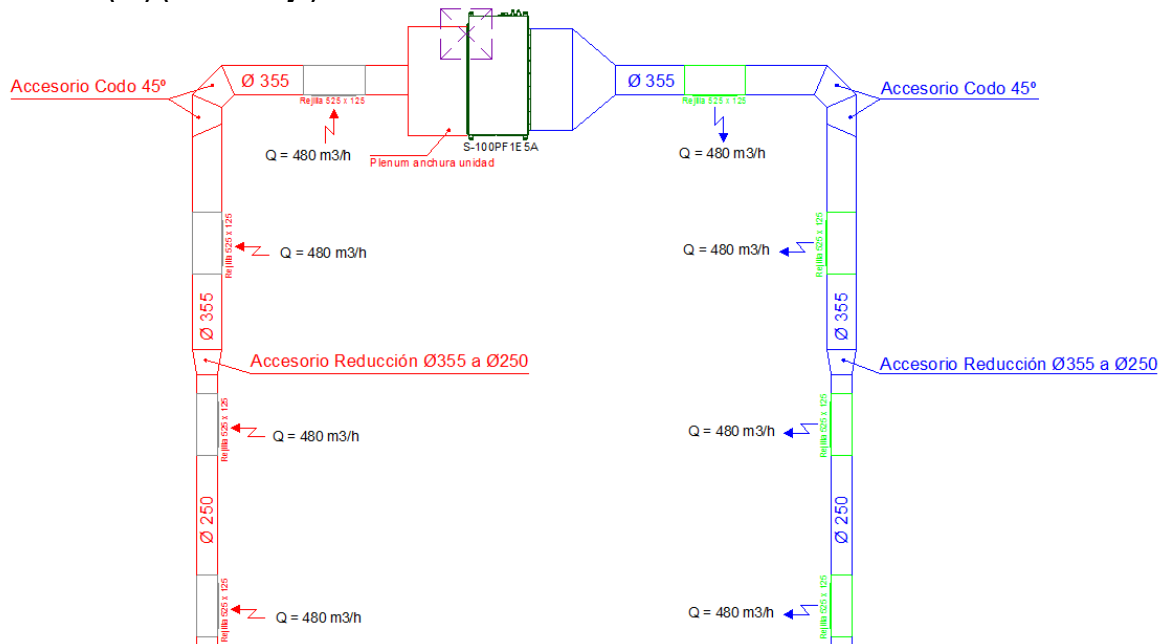 Ø 355
Ø 355
Accesorio Codo 45º
Accesorio Codo 45º
Rejilla 525 x 125
Rejilla 525 x 125
S-100PF1E5A
Q = 480 m3/h
Plenum anchura unidad
Q = 480 m3/h
Rejilla 525 x 125
Q = 480 m3/h
Q = 480 m3/h
Rejilla 525 x 125
Ø 355
Ø 355
Accesorio Reducción Ø355 a Ø250
Accesorio Reducción Ø355 a Ø250
Rejilla 525 x 125
Q = 480 m3/h
Q = 480 m3/h
Rejilla 525 x 125
Ø 250
Ø 250
Rejilla 525 x 125
Q = 480 m3/h
Q = 480 m3/h
Rejilla 525 x 125